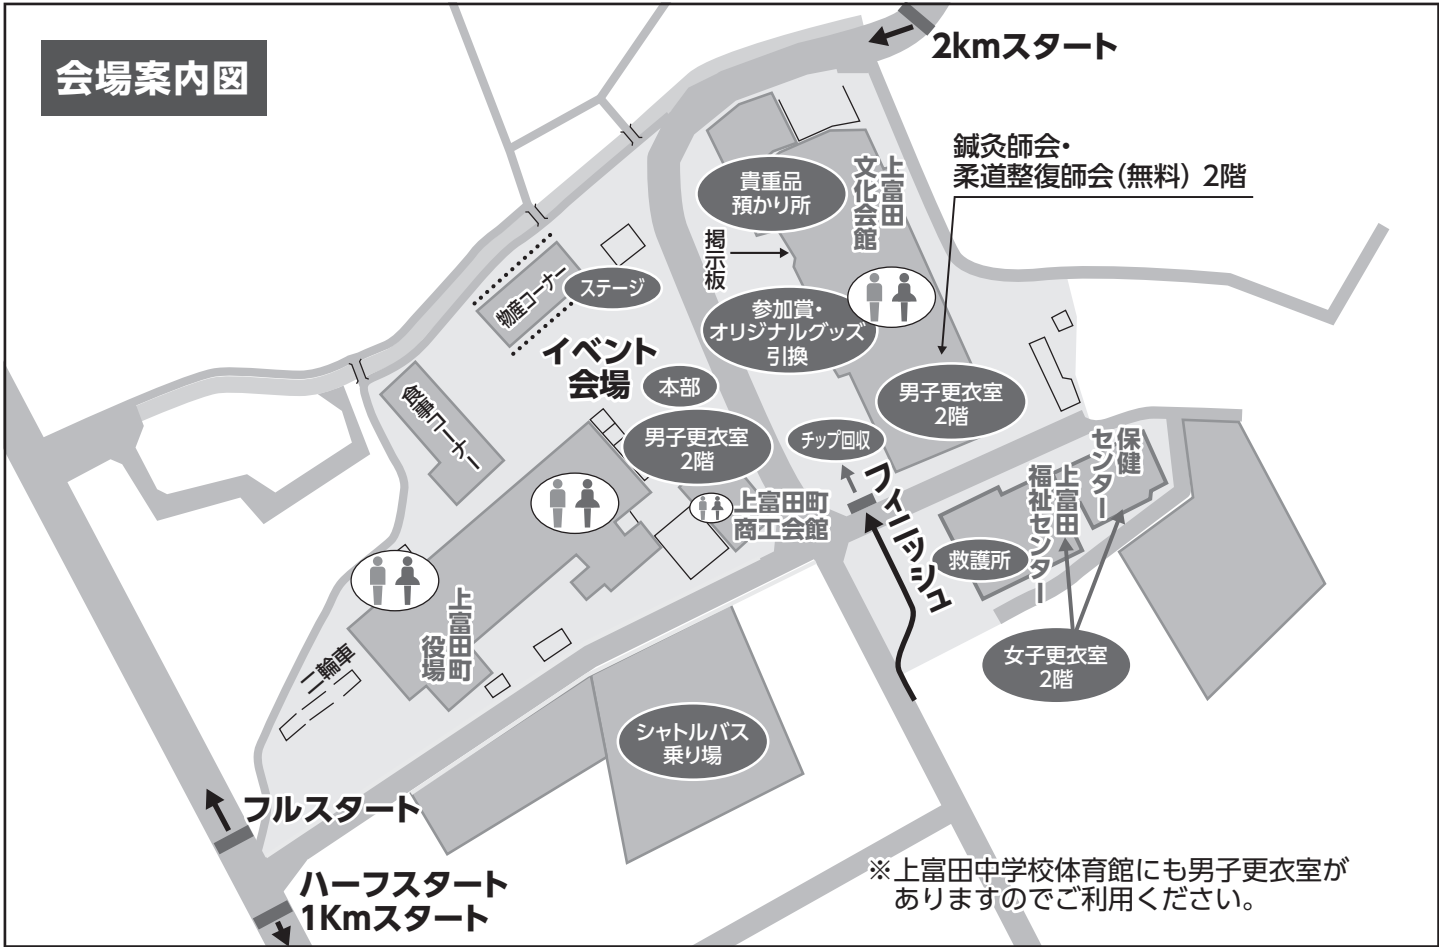 会場案内図
2kmスタート
鍼灸師会・
柔道整復師会(無料) 2階
貴重品
預かり所
上富田
文化会館
掲示板
物産コーナー
ステージ
参加賞・
オリジナルグッズ
引換
イベント
会場
本部
男子更衣室
2階
食事コーナー
男子更衣室
2階
チップ回収
保健
センター
上富田
福祉センター
フィニッシュ
上富田町
商工会館
救護所
上富田町
役場
二輪車
女子更衣室
2階
シャトルバス
乗り場
フルスタート
ハーフスタート
1Kmスタート
※上富田中学校体育館にも男子更衣室が
ありますのでご利用ください。